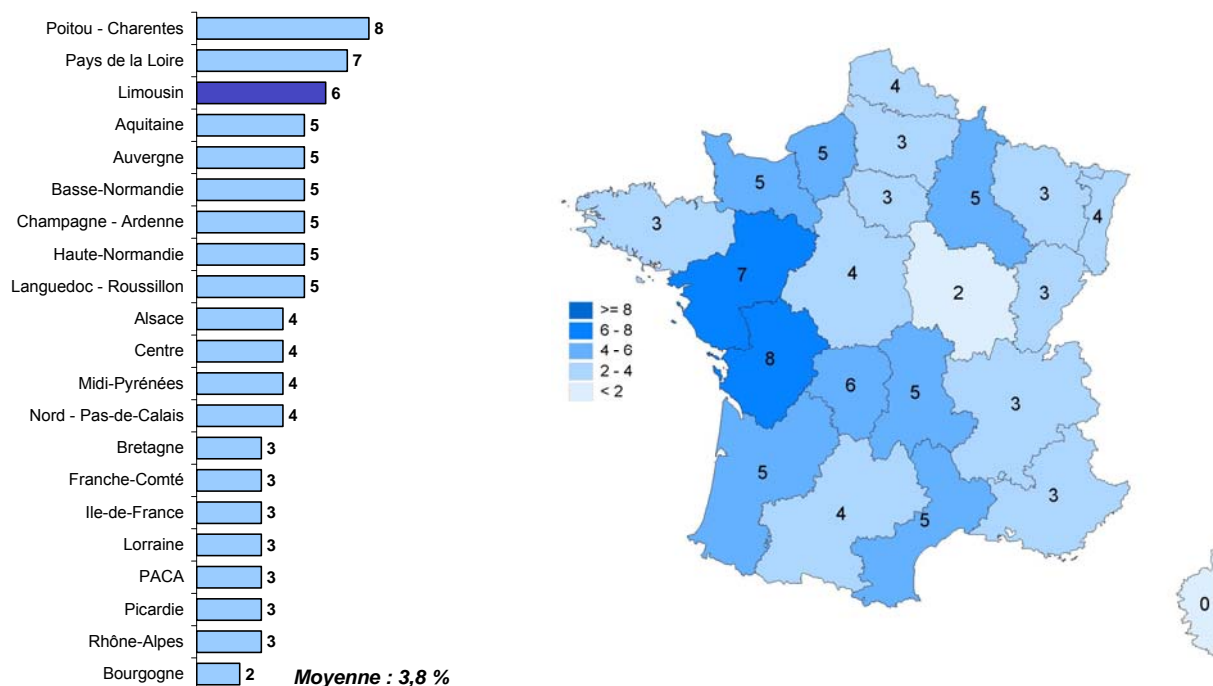 Poitou - Charentes 8
Pays de la Loire 7
Limousin 6
Aquitaine 5
Auvergne 5
Basse-Normandie 5
Champagne - Ardenne 5
Haute-Normandie 5
Languedoc - Roussillon 5
Alsace 4
Centre 4
Midi-Pyrénées 4
Nord - Pas-de-Calais 4
Bretagne 3
Franche-Comté 3
Ile-de-France 3
Lorraine 3
PACA 3
Picardie 3
Rhône-Alpes 3
Bourgogne 2
Moyenne : 3,8 %
4
3
5
5
3
5
3
4
3
7
4
2
3
8
6
5
3
5
4
5
3
0
>= 8
6 - 8
4 - 6
2 - 4
< 2